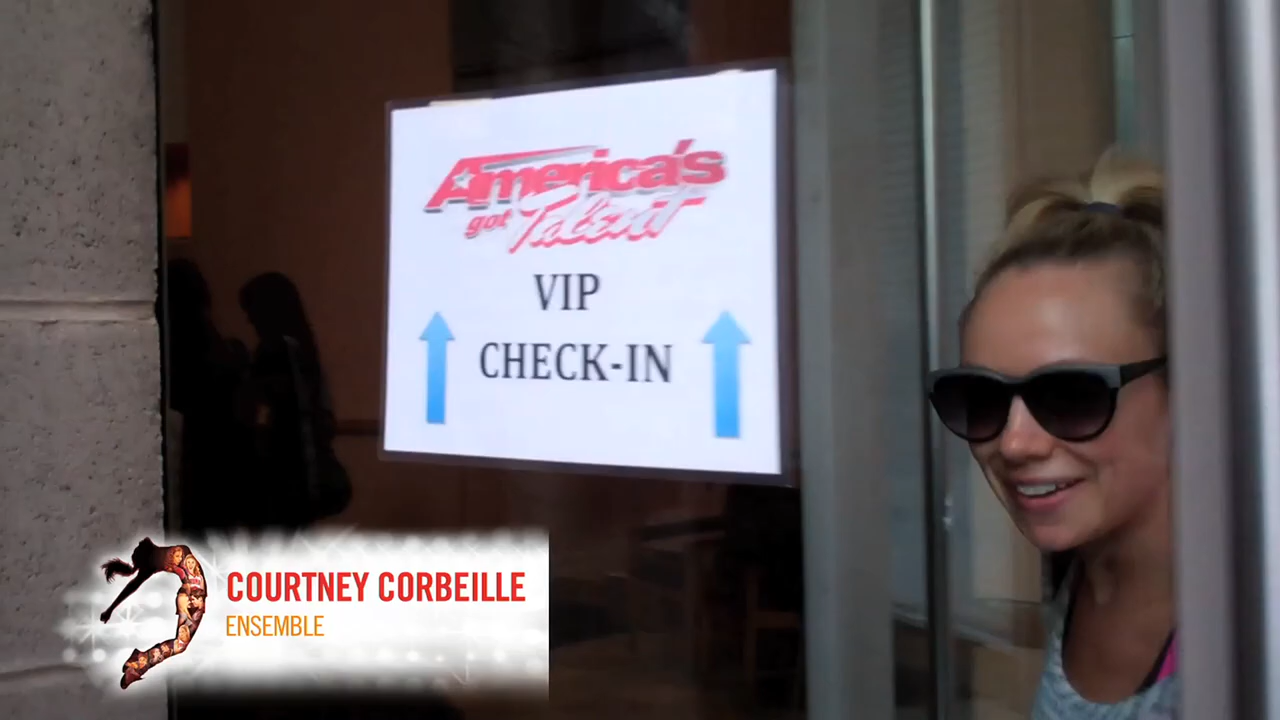 America's
got Talent
VIP
CHECK-IN
COURTNEY CORBEILLE
ENSEMBLE